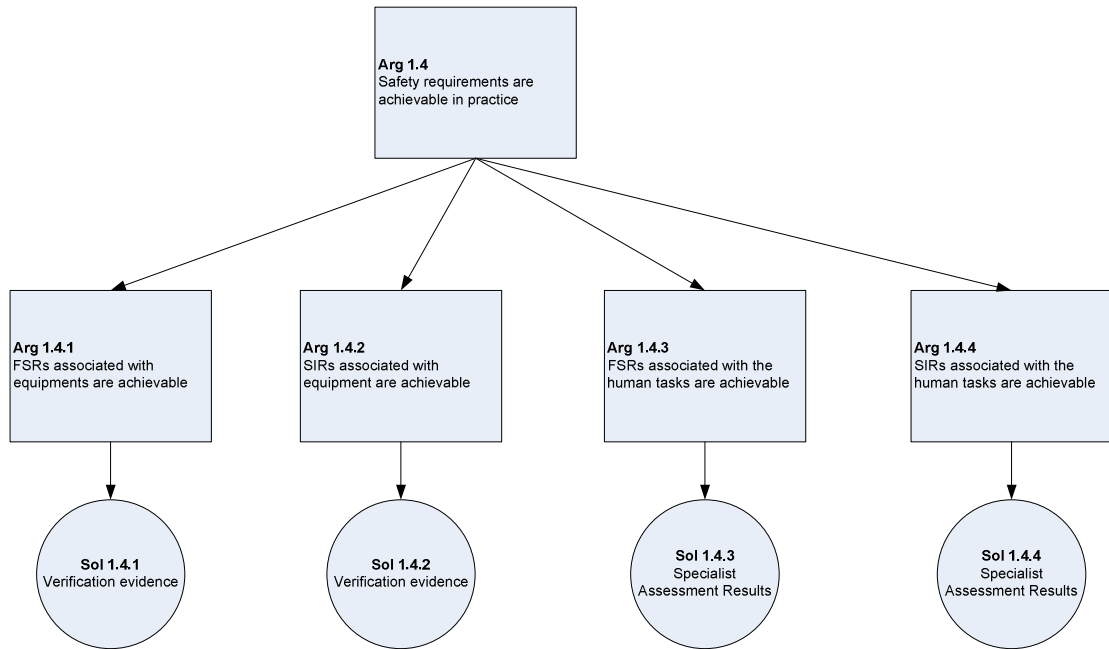 Arg 1.4
Safety requirements are
achievable in practice
Arg 1.4.1
FSRs associated with
equipments are achievable
Arg 1.4.2
SIRs associated with
equipment are achievable
Arg 1.4.3
FSRs associated with the
human tasks are achievable
Arg 1.4.4
SIRs associated with the
human tasks are achievable
Sol 1.4.1
Verification evidence
Sol 1.4.2
Verification evidence
Sol 1.4.3
Specialist
Assessment Results
Sol 1.4.4
Specialist
Assessment Results